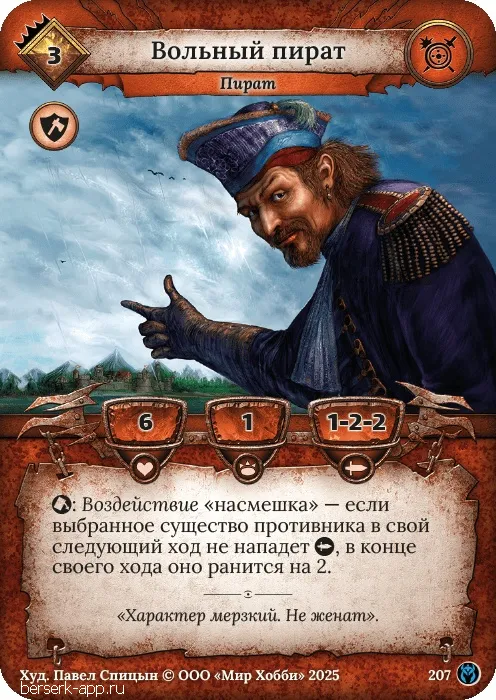 3
Вольный пират
Пират
6
1
1-2-2
: Воздействие «насмешка» — если
выбранное существо противника в свой
следующий ход не нападет , в конце
своего хода оно ранится на 2.
«Характер мерзкий. Не женат».
Худ. Павел Спицын © ООО «Мир Хобби» 2025
207
berserk-app.ru